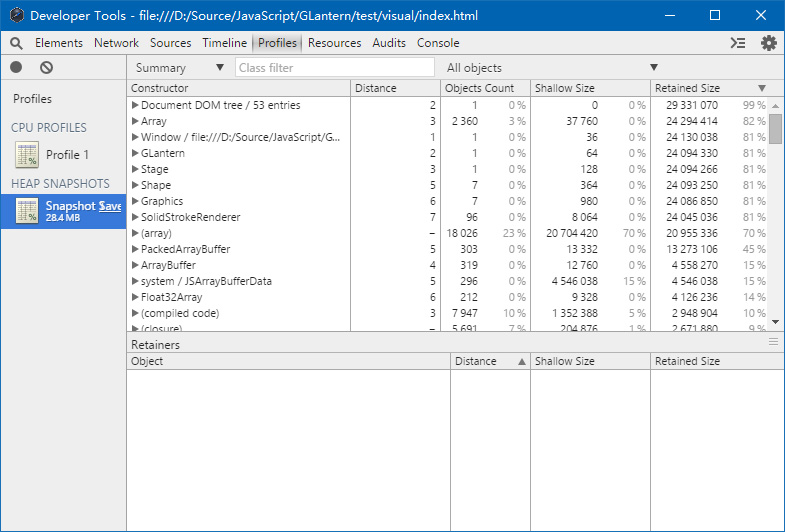 Developer Tools - file:///D:/Source/JavaScript/GLantern/test/visual/index.html
Elements Network Sources Timeline Profiles Resources Audits Console
Summary Class filter All objects
Profiles
CPU PROFILES
Profile 1
HEAP SNAPSHOTS
Snapshot Save
28.4 MB
Constructor Distance Objects Count Shallow Size Retained Size
Document DOM tree / 53 entries 2 1 0 % 0 0 % 29 331 070 99 %
Array 3 2 360 3 % 37 760 0 % 24 294 414 82 %
Window / file:///D:/Source/JavaScript/G... 1 1 0 % 36 0 % 24 130 038 81 %
GLantern 2 1 0 % 64 0 % 24 094 330 81 %
Stage 3 1 0 % 128 0 % 24 094 266 81 %
Shape 5 7 0 % 364 0 % 24 093 250 81 %
Graphics 6 7 0 % 980 0 % 24 086 850 81 %
SolidStrokeRenderer 7 96 0 % 8 064 0 % 24 045 036 81 %
(array) – 18 026 23 % 20 704 420 70 % 20 955 336 70 %
PackedArrayBuffer 5 303 0 % 13 332 0 % 13 273 106 45 %
ArrayBuffer 4 319 0 % 12 760 0 % 4 558 270 15 %
system / JSArrayBufferData 5 296 0 % 4 546 038 15 % 4 546 038 15 %
Float32Array 6 212 0 % 9 328 0 % 4 126 236 14 %
(compiled code) 3 7 947 10 % 1 352 388 5 % 2 948 904 10 %
(closure) – 5 691 7 % 204 876 1 % 2 671 880 9 %
Retainers
Object Distance Shallow Size Retained Size